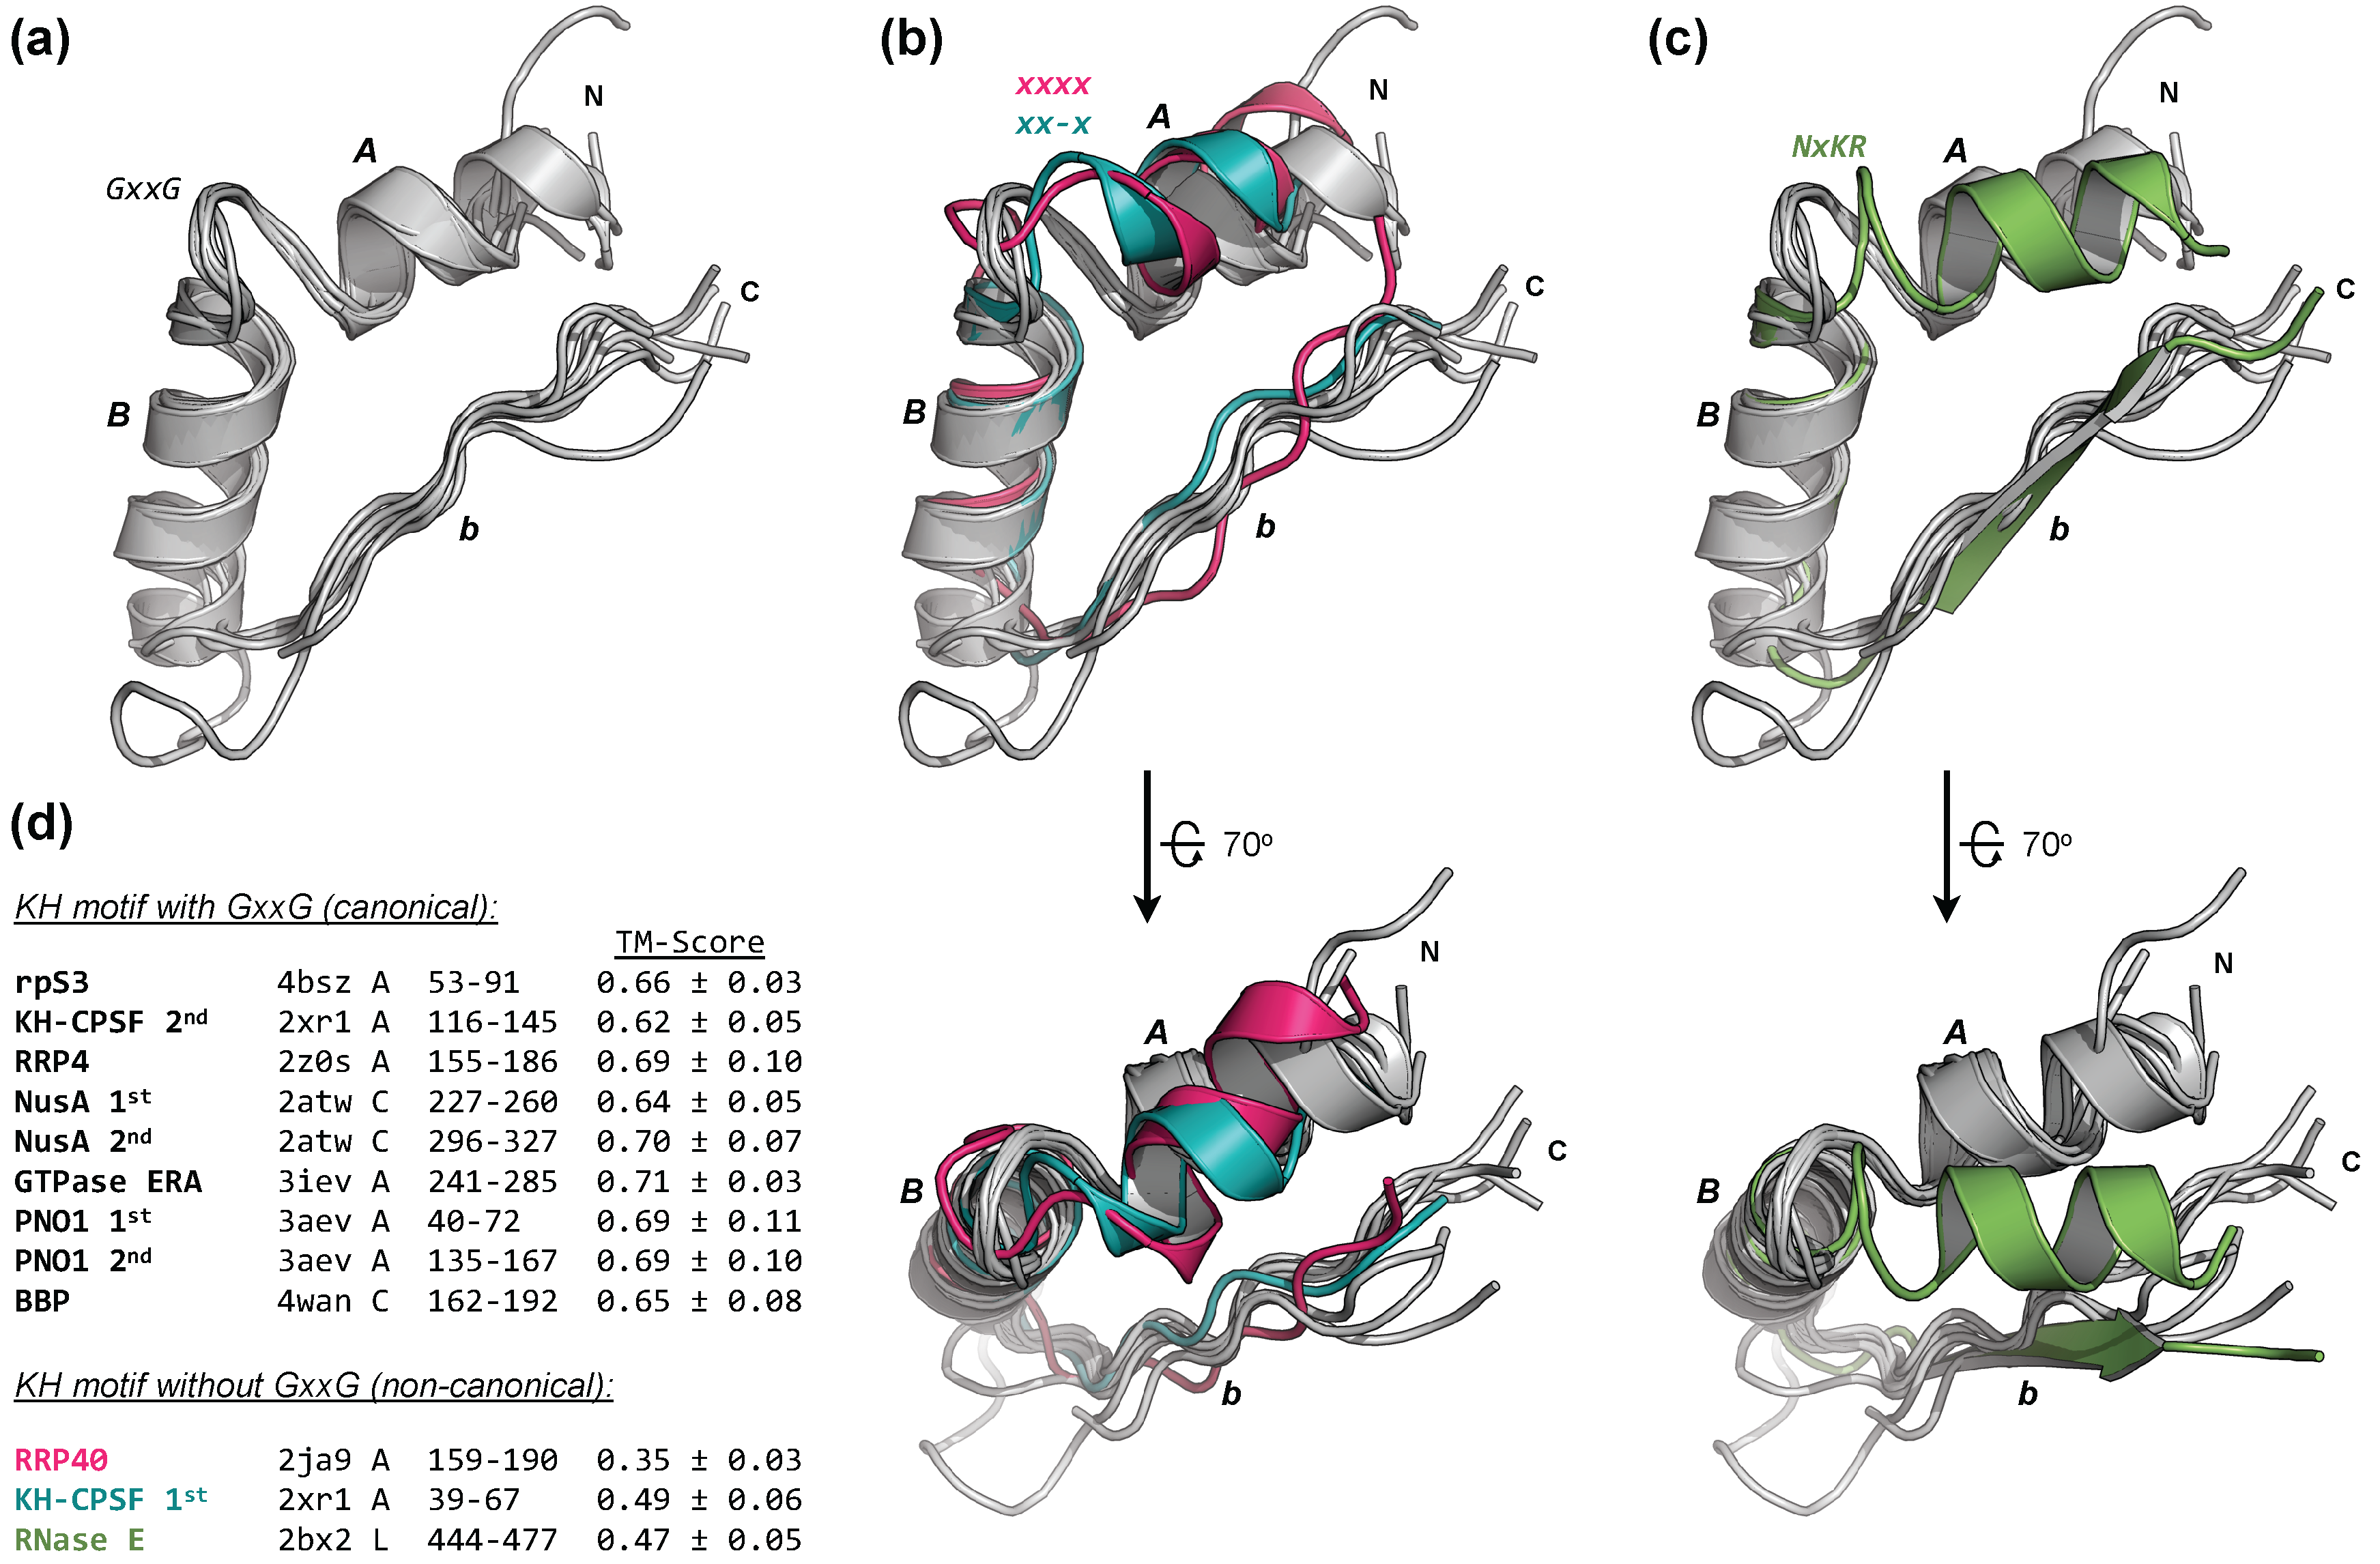 (a)
N
A
GxxG
C
B
b
(b)
xxxx
xx-x
N
A
C
B
b
70º
N
A
B
C
b
(c)
N
NxKR
A
C
B
b
70º
N
A
B
C
b
(d)
KH motif with GxxG (canonical):
TM-Score
rpS3 4bsz A 53-91 0.66 ± 0.03
KH-CPSF 2nd 2xr1 A 116-145 0.62 ± 0.05
RRP4 2z0s A 155-186 0.69 ± 0.10
NusA 1st 2atw C 227-260 0.64 ± 0.05
NusA 2nd 2atw C 296-327 0.70 ± 0.07
GTPase ERA 3iev A 241-285 0.71 ± 0.03
PNO1 1st 3aev A 40-72 0.69 ± 0.11
PNO1 2nd 3aev A 135-167 0.69 ± 0.10
BBP 4wan C 162-192 0.65 ± 0.08
KH motif without GxxG (non-canonical):
RRP40 2ja9 A 159-190 0.35 ± 0.03
KH-CPSF 1st 2xr1 A 39-67 0.49 ± 0.06
RNase E 2bx2 L 444-477 0.47 ± 0.05